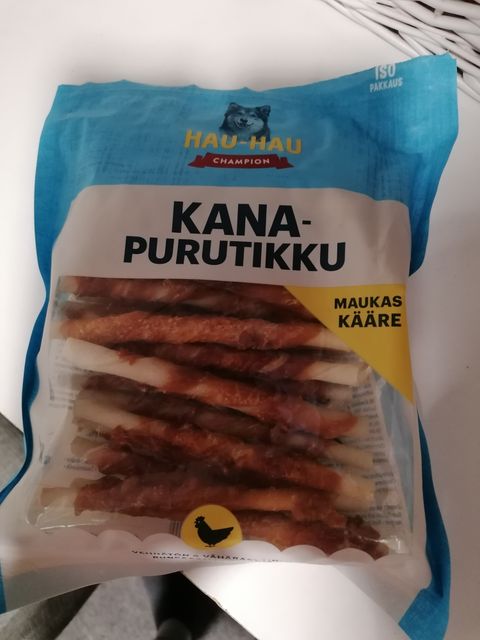 ISO
PAKKAUS
HAU-HAU
CHAMPION
KANA-
PURUTIKKU
MAUKAS
KÄÄRE